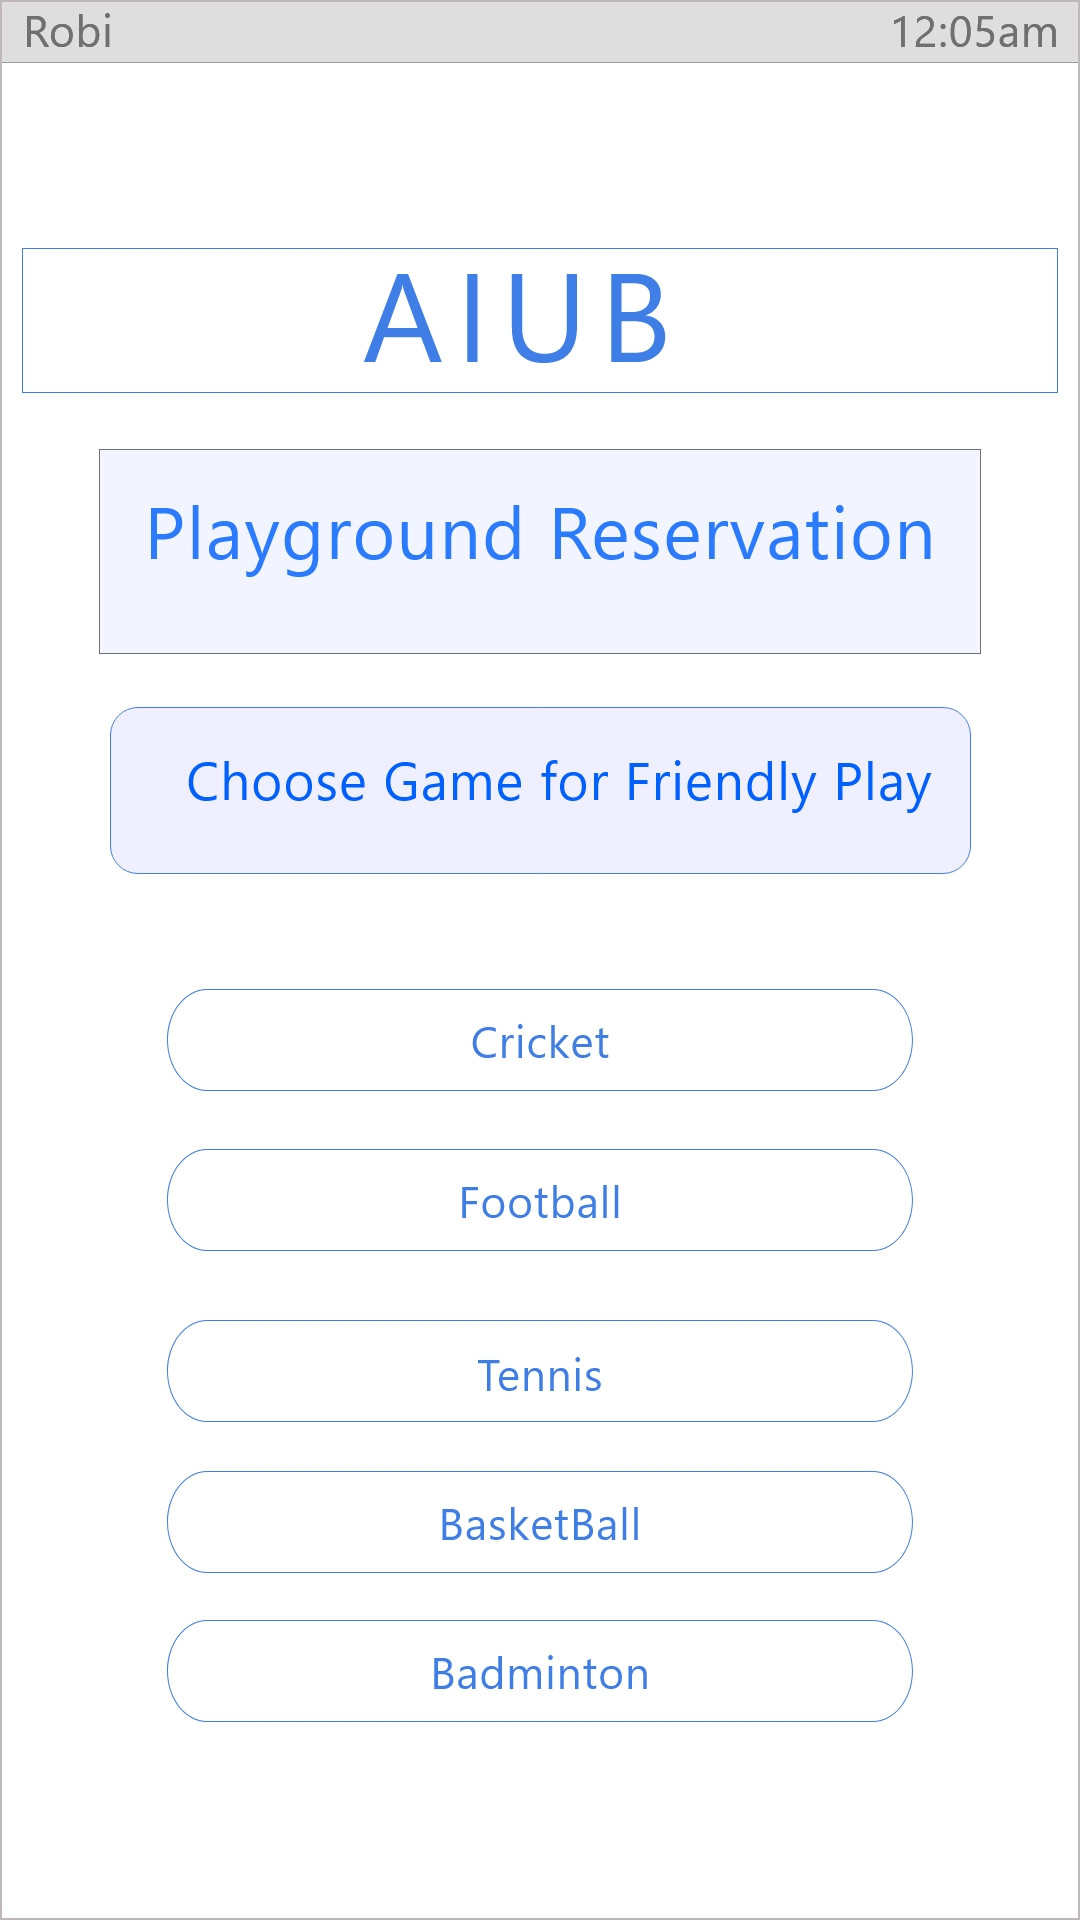 Robi 12:05am
AIUB
Playground Reservation
Choose Game for Friendly Play
Cricket
Football
Tennis
BasketBall
Badminton